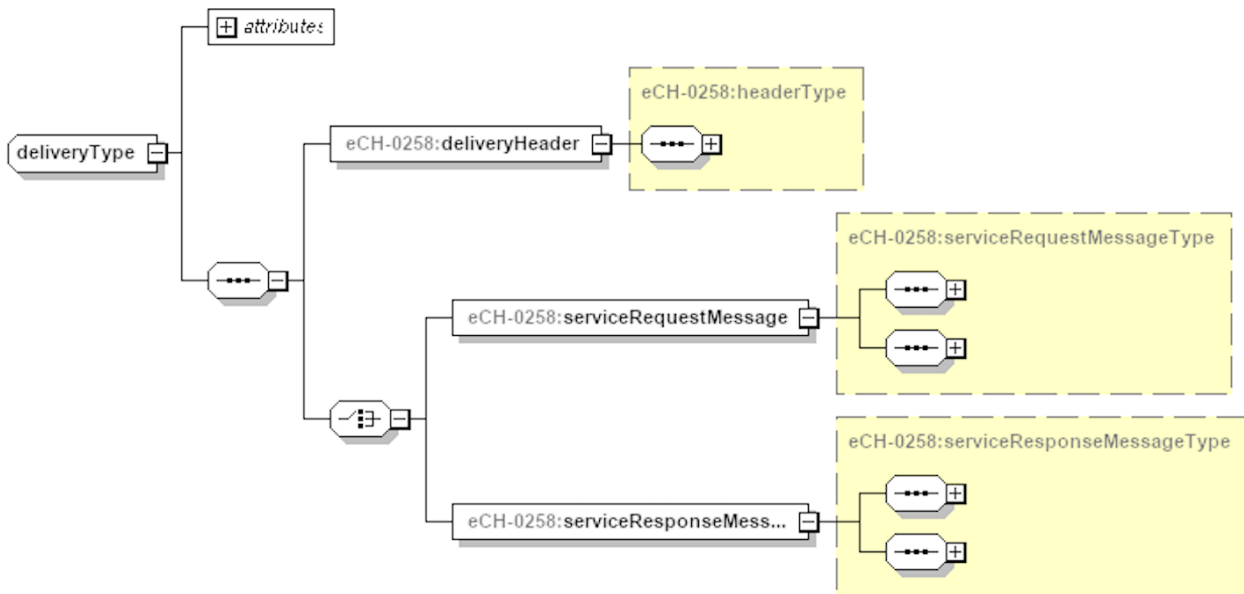 attributes
eCH-0258:headerType
deliveryType
eCH-0258:deliveryHeader
eCH-0258:serviceRequestMessageType
eCH-0258:serviceRequestMessage
eCH-0258:serviceResponseMessageType
eCH-0258:serviceResponseMess...